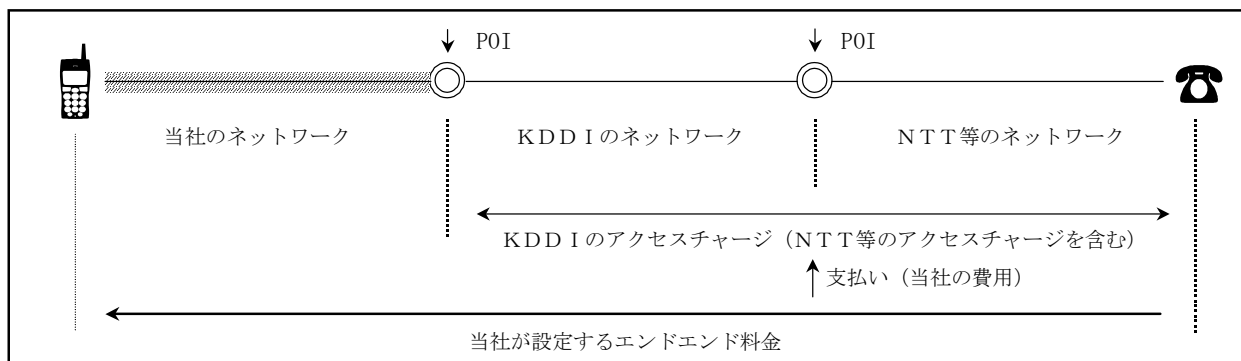 POI
POI
当社のネットワーク
ＫＤＤＩのネットワーク
ＮＴＴ等のネットワーク
ＫＤＤＩのアクセスチャージ（ＮＴＴ等のアクセスチャージを含む）
支払い（当社の費用）
当社が設定するエンドエンド料金